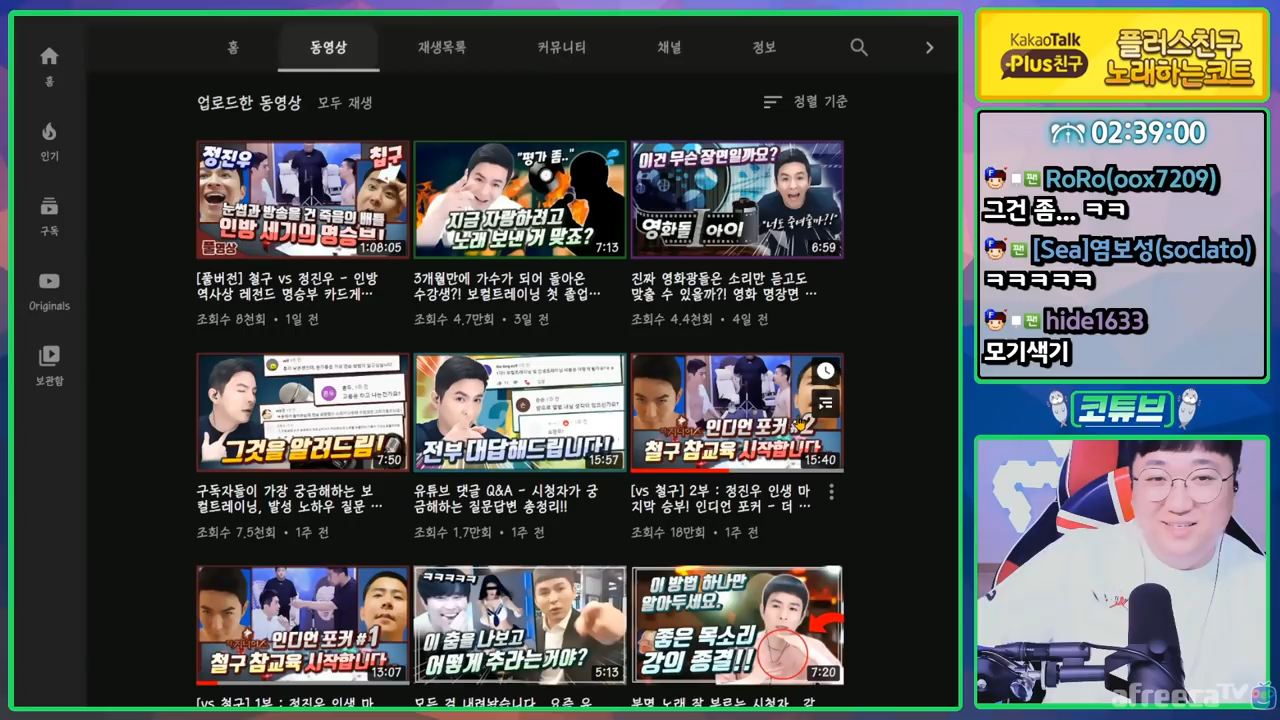 홈
동영상
재생목록
커뮤니티
채널
정보
홈
인기
구독
Originals
보관함
업로드한 동영상
모두 재생
정렬 기준
정진우
칩구
눈썹과 방송을 건 죽음의 배틀
인방 세기의 명승부!
풀영상
1:08:05
[풀버전] 철구 vs 정진우 - 인방
역사상 레전드 명승부 카드게…
조회수 8천회 • 1일 전
"평가 좀.."
지금 자랑하려고
노래 보낸 거 맞죠?
7:13
3개월만에 가수가 되어 돌아온
수강생?! 보컬트레이닝 첫 졸업…
조회수 4.7만회 • 3일 전
이건 무슨 장면일까요?
영화돌
아이
"너도 중여줄까?!"
6:59
진짜 영화광들은 소리만 듣고도
맞출 수 있을까?! 영화 명장면 …
조회수 4.4천회 • 4일 전
그것을 알려드림!
7:50
구독자들이 가장 궁금해하는 보
컬트레이닝, 발성 노하우 질문 …
조회수 7.5천회 • 1주 전
전부 대답해드립니다!
15:57
유튜브 댓글 Q&A - 시청자가 궁
금해하는 질문답변 총정리!!
조회수 1.7만회 • 1주 전
인디언 포커 #2
철구 참교육 시작합니다
15:40
[vs 철구] 2부 : 정진우 인생 마
지막 승부! 인디언 포커 - 더 …
조회수 18만회 • 1주 전
인디언 포커 #1
철구 참교육 시작합니다
13:07
[vs 철구] 1부 : 정진우 인생 마
ㅋㅋㅋㅋㅋ
이 춤을 나보고
어떻게 추라는거야?
5:13
이 방법 하나만
알아두세요.
좋은 목소리
강의 종결!!
7:20
KakaoTalk
Plus친구
플러스친구
노래하는코트
02:39:00
팬 RoRo(oox7209)
그건 좀... ㅋㅋ
팬 [Sea]염보성(soclato)
ㅋㅋㅋㅋㅋ
팬 hide1633
모기색기
코튜브
afreecaTV